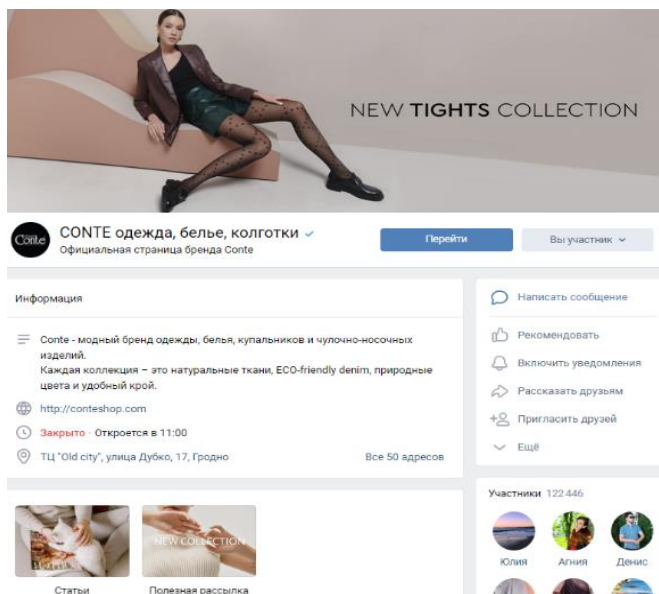 NEW TIGHTS COLLECTION
Conte
CONTE одежда, белье, колготки
Официальная страница бренда Conte
Перейти
Вы участник
Информация
Conte - модный бренд одежды, белья, купальников и чулочно-носочных
изделий.
Каждая коллекция – это натуральные ткани, ECO-friendly denim, природные
цвета и удобный крой.
http://conteshop.com
Закрыто · Откроется в 11:00
ТЦ "Old city", улица Дубко, 17, Гродно
Все 50 адресов
Написать сообщение
Рекомендовать
Включить уведомления
Рассказать друзьям
Пригласить друзей
Ещё
NEW COLLECTION
Статьи
Полезная рассылка
Участники 122 446
Юлия
Агния
Денис